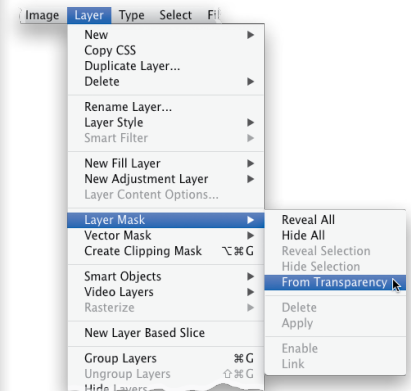 Image Layer Type Select Fil
New
Copy CSS
Duplicate Layer...
Delete
Rename Layer...
Layer Style
Smart Filter
New Fill Layer
New Adjustment Layer
Layer Content Options...
Layer Mask
Vector Mask
Create Clipping Mask ⌥⌘G
Smart Objects
Video Layers
Rasterize
New Layer Based Slice
Group Layers ⌘G
Ungroup Layers ⇧⌘G
Hide Layers
Reveal All
Hide All
Reveal Selection
Hide Selection
From Transparency
Delete
Apply
Enable
Link